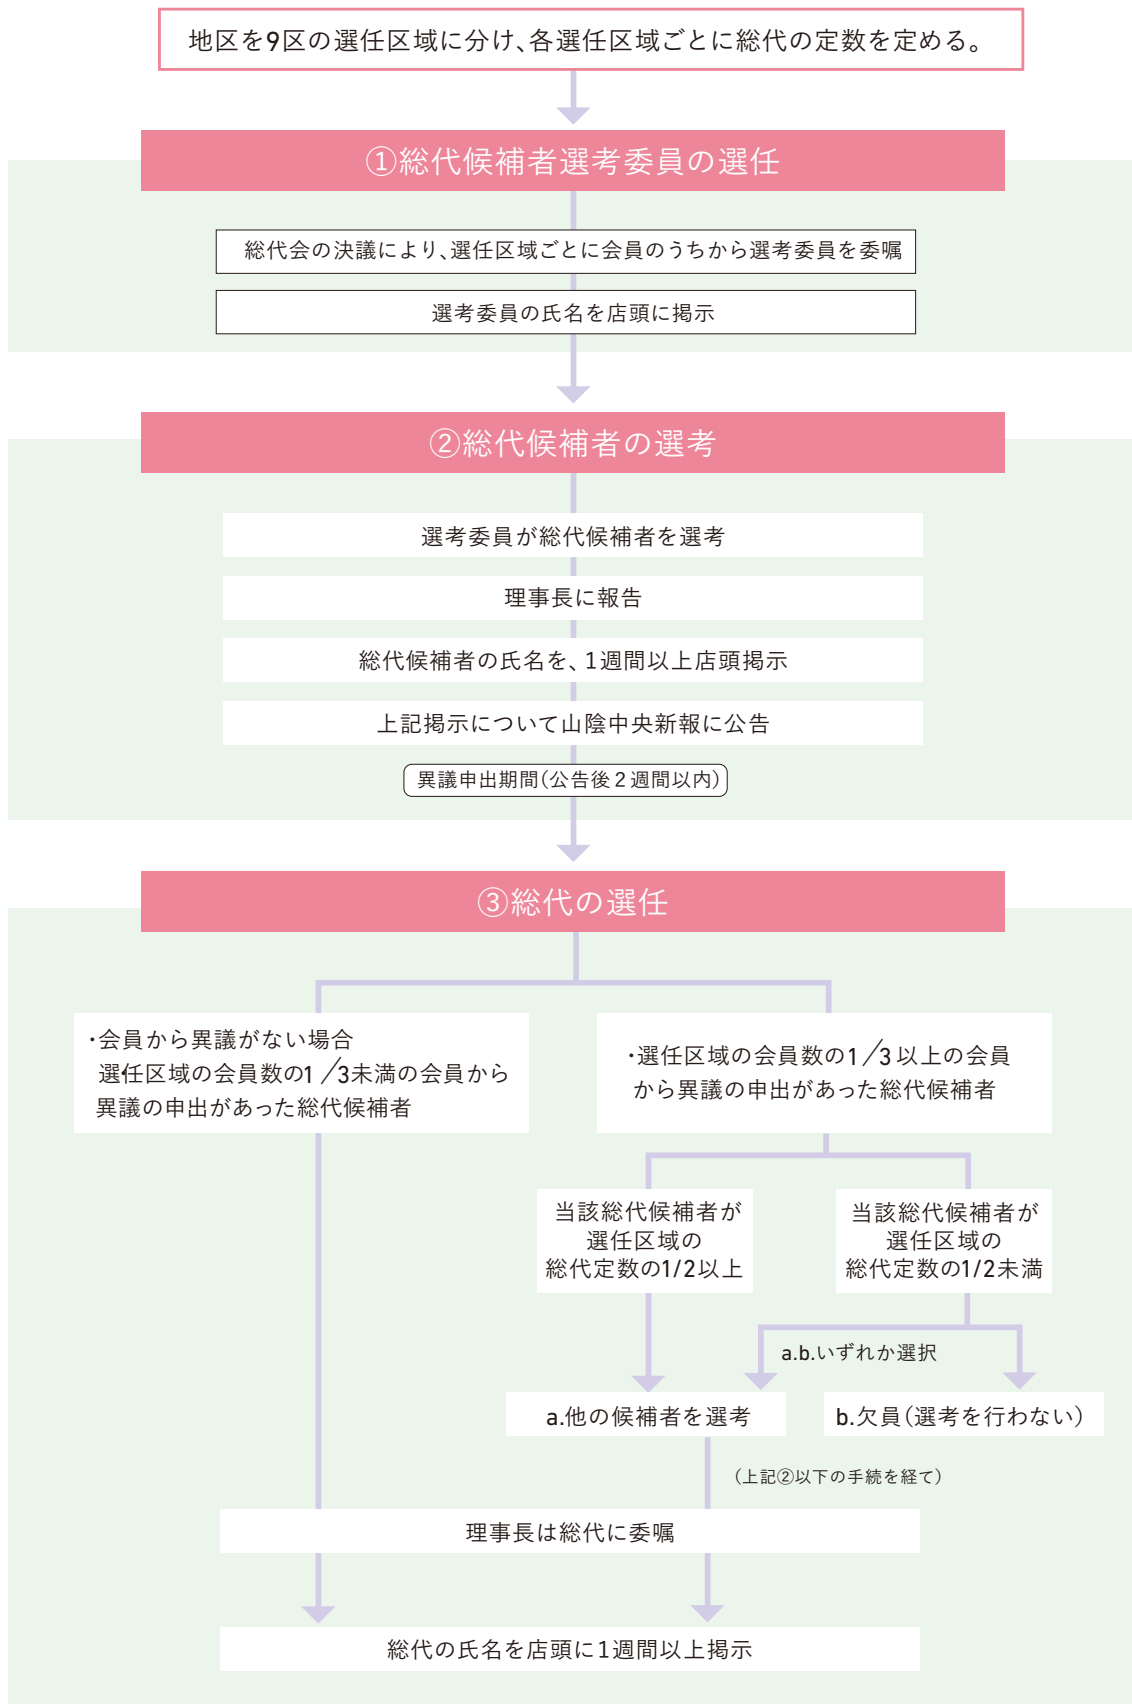 地区を9区の選任区域に分け、各選任区域ごとに総代の定数を定める。
①総代候補者選考委員の選任
総代会の決議により、選任区域ごとに会員のうちから選考委員を委嘱
選考委員の氏名を店頭に掲示
②総代候補者の選考
選考委員が総代候補者を選考
理事長に報告
総代候補者の氏名を、1週間以上店頭掲示
上記掲示について山陰中央新報に公告
異議申出期間(公告後2週間以内)
③総代の選任
・会員から異議がない場合
選任区域の会員数の1/3未満の会員から
異議の申出があった総代候補者
・選任区域の会員数の1/3以上の会員
から異議の申出があった総代候補者
当該総代候補者が
選任区域の
総代定数の1/2以上
当該総代候補者が
選任区域の
総代定数の1/2未満
a.b.いずれか選択
a.他の候補者を選考
b.欠員(選考を行わない)
(上記②以下の手続を経て)
理事長は総代に委嘱
総代の氏名を店頭に1週間以上掲示